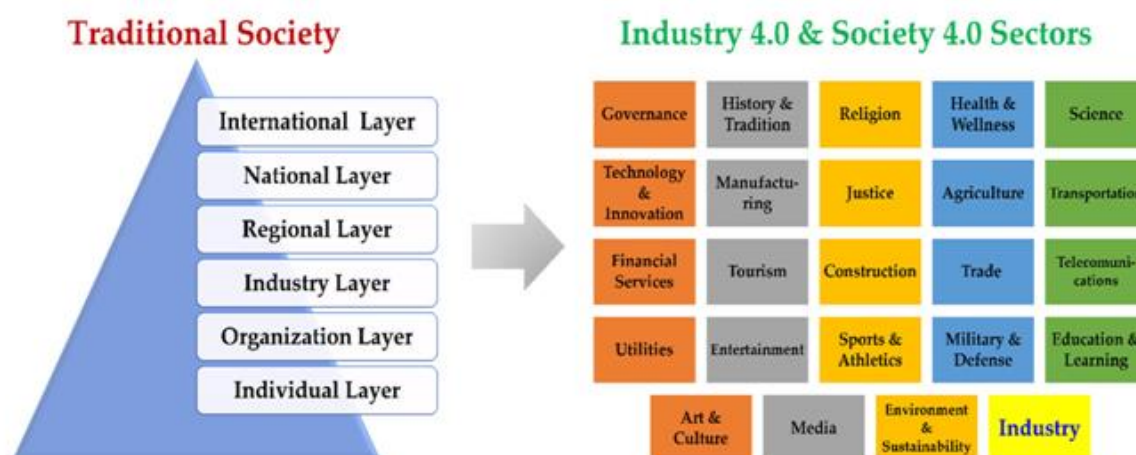 Traditional Society
International Layer
National Layer
Regional Layer
Industry Layer
Organization Layer
Individual Layer
Industry 4.0 & Society 4.0 Sectors
Governance
History &
Tradition
Religion
Health &
Wellness
Science
Technology
&
Innovation
Manufactu-
ring
Justice
Agriculture
Transportation
Financial
Services
Tourism
Construction
Trade
Telecomuni-
cations
Utilities
Entertainment
Sports &
Athletics
Military &
Defense
Education &
Learning
Art &
Culture
Media
Environment
&
Sustainability
Industry